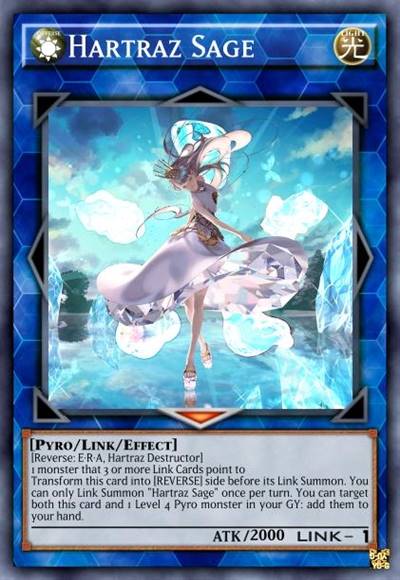 REVERSE
HARTRAZ SAGE
LIGHT
光
[PYRO/LINK/EFFECT]
[Reverse: E·R·A, Hartraz Destructor]
1 monster that 3 or more Link Cards point to
Transform this card into [REVERSE] side before its Link Summon. You
can only Link Summon "Hartraz Sage" once per turn. You can target
both this card and 1 Level 4 Pyro monster in your GY: add them to
your hand.
ATK/2000 LINK-1